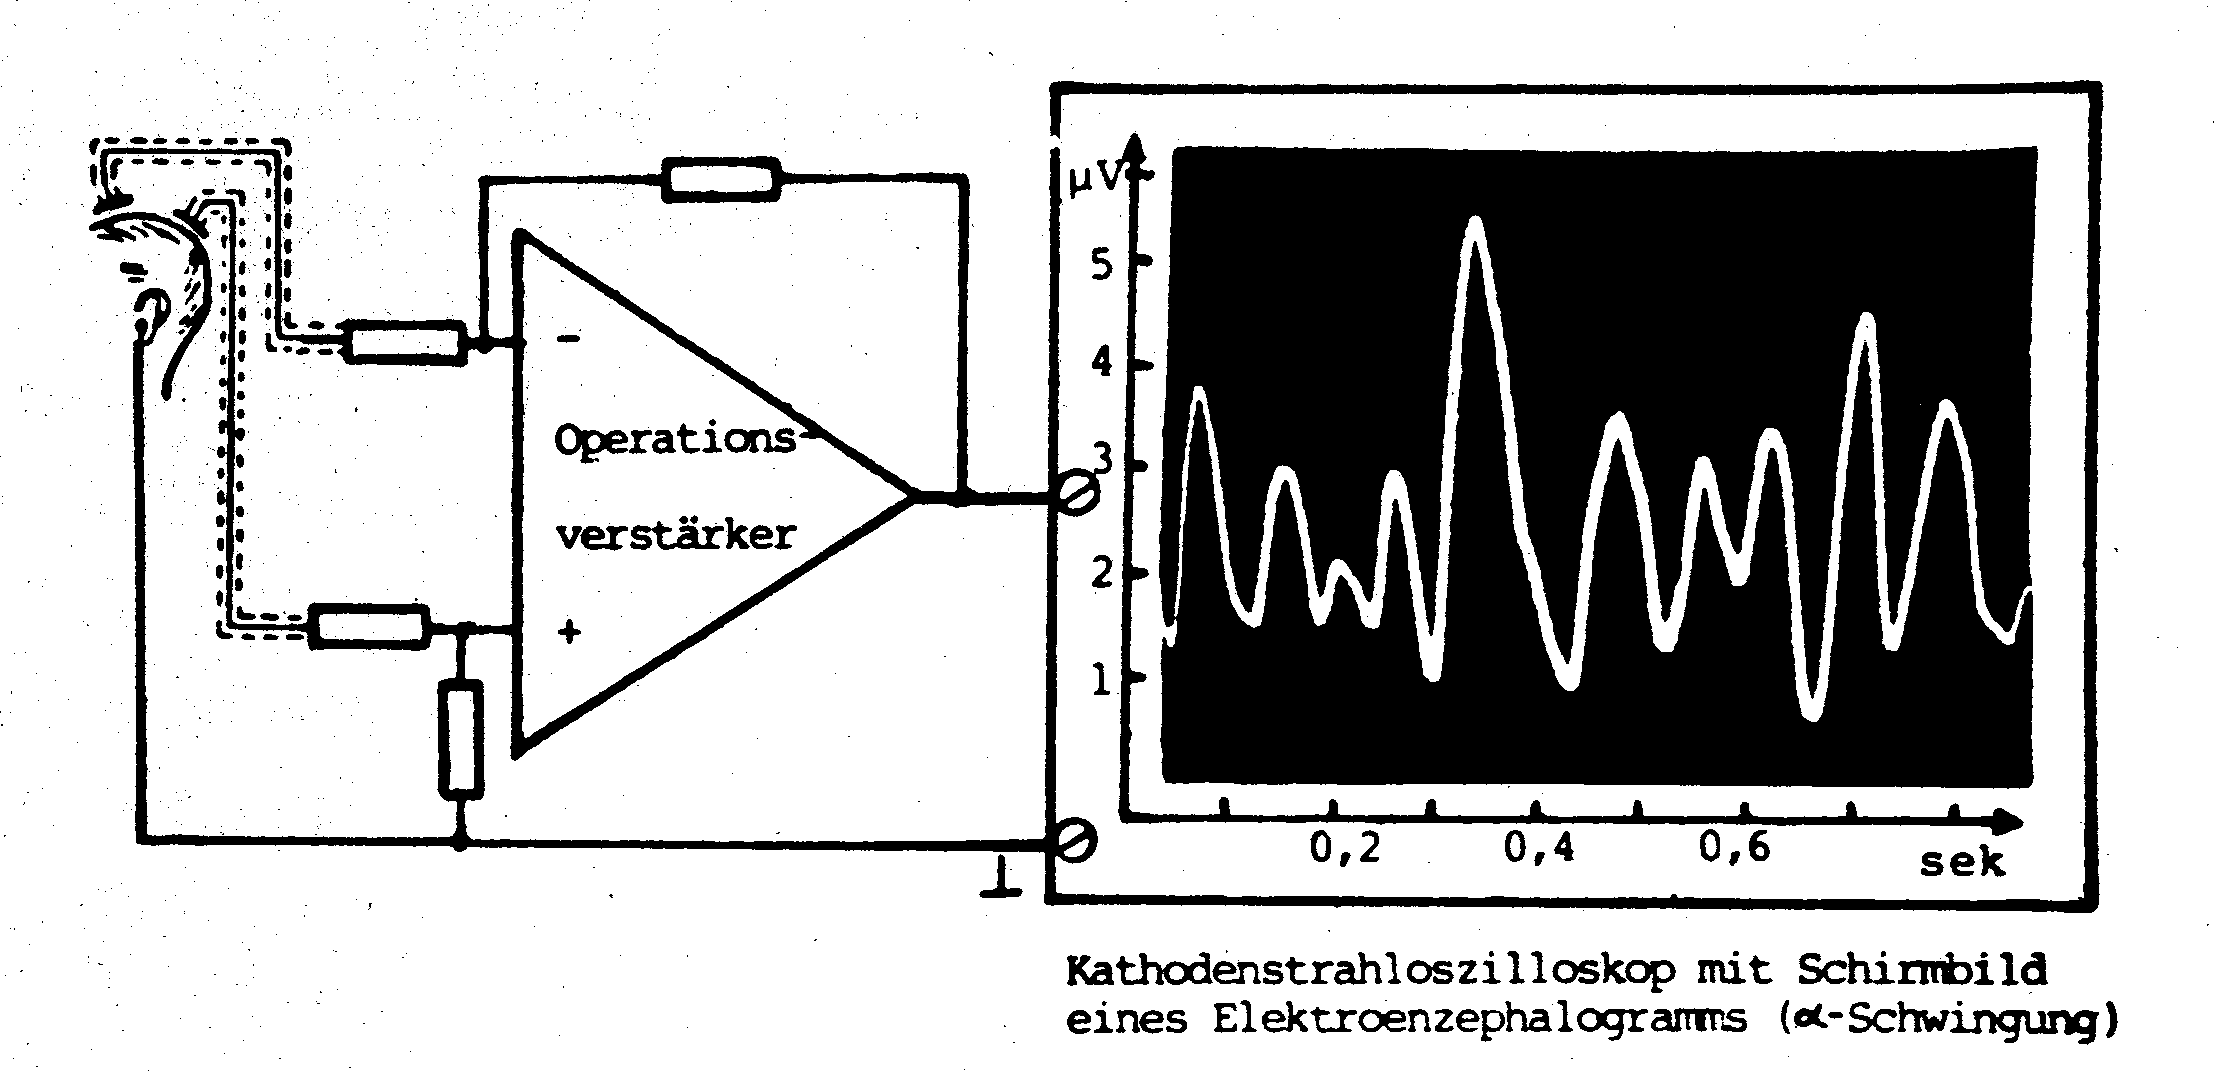 μV
5
4
3
2
1
-
Operations-
verstärker
+
⊥
0,2 0,4 0,6 sek
Kathodenstrahloszilloskop mit Schirmbild
eines Elektroenzephalogramms (α-Schwingung)